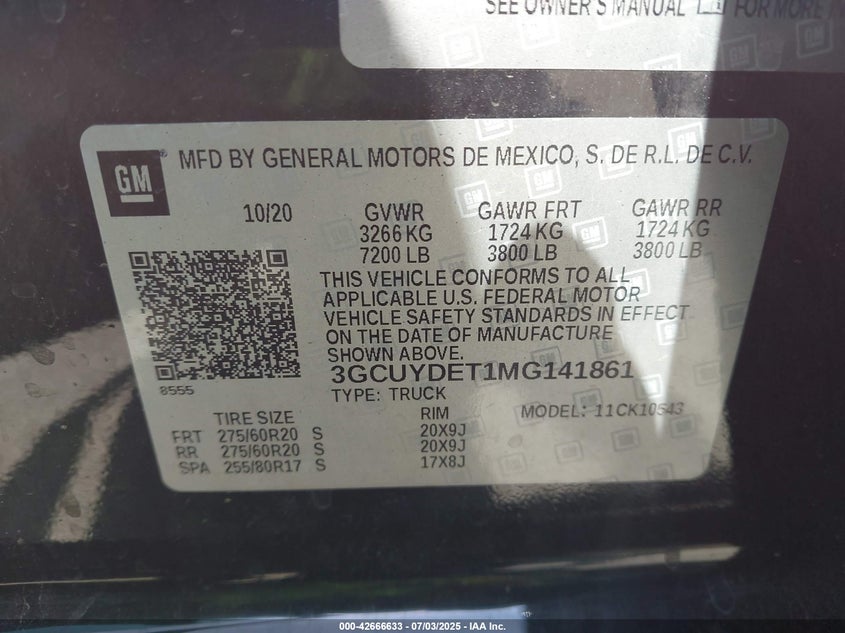 SEE OWNER'S MANUAL FOR MORE
GM
MFD BY GENERAL MOTORS DE MEXICO, S. DE R.L. DE C.V.
10/20 GVWR GAWR FRT GAWR RR
3266 KG 1724 KG 1724 KG
7200 LB 3800 LB 3800 LB
THIS VEHICLE CONFORMS TO ALL
APPLICABLE U.S. FEDERAL MOTOR
VEHICLE SAFETY STANDARDS IN EFFECT
ON THE DATE OF MANUFACTURE
SHOWN ABOVE.
3GCUYDET1MG141861
8555
TYPE: TRUCK MODEL: 11CK10543
TIRE SIZE RIM
FRT 275/60R20 S 20X9J
RR 275/60R20 S 20X9J
SPA 255/80R17 S 17X8J
000-42666633 - 07/03/2025 - IAA Inc.